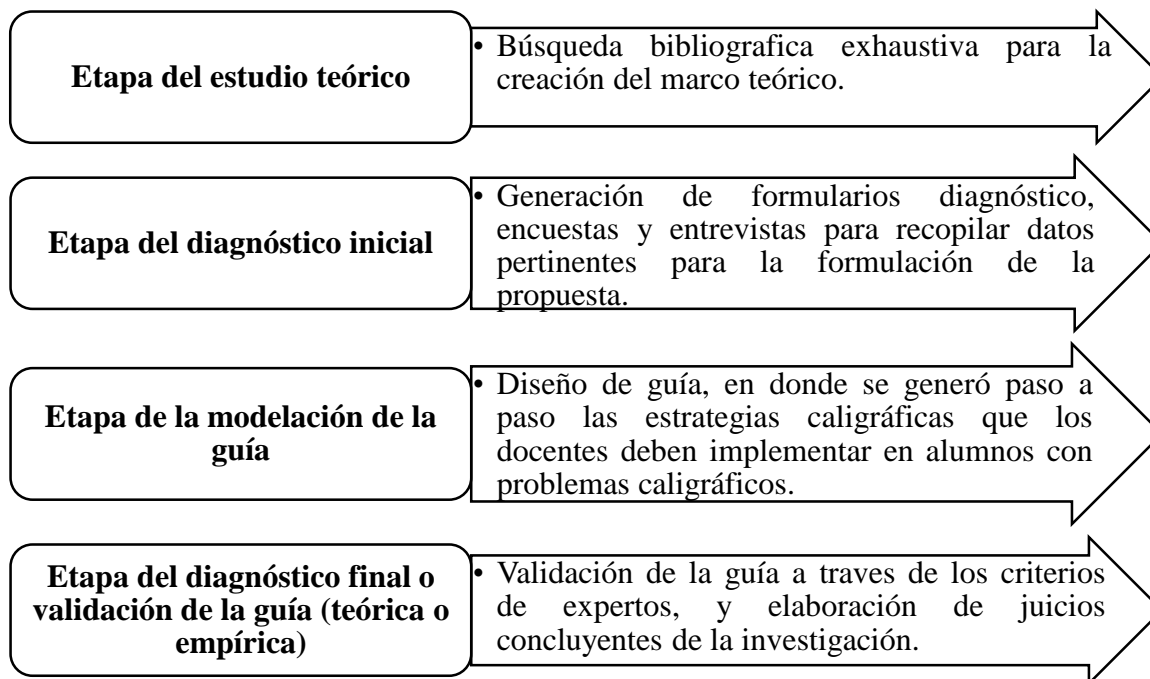 Etapa del estudio teórico
• Búsqueda bibliografica exhaustiva para la
creación del marco teórico.
Etapa del diagnóstico inicial
• Generación de formularios diagnóstico,
encuestas y entrevistas para recopilar datos
pertinentes para la formulación de la
propuesta.
Etapa de la modelación de la
guía
• Diseño de guía, en donde se generó paso a
paso las estrategias caligráficas que los
docentes deben implementar en alumnos con
problemas caligráficos.
Etapa del diagnóstico final o
validación de la guía (teórica o
empírica)
• Validación de la guía a traves de los criterios
de expertos, y elaboración de juicios
concluyentes de la investigación.